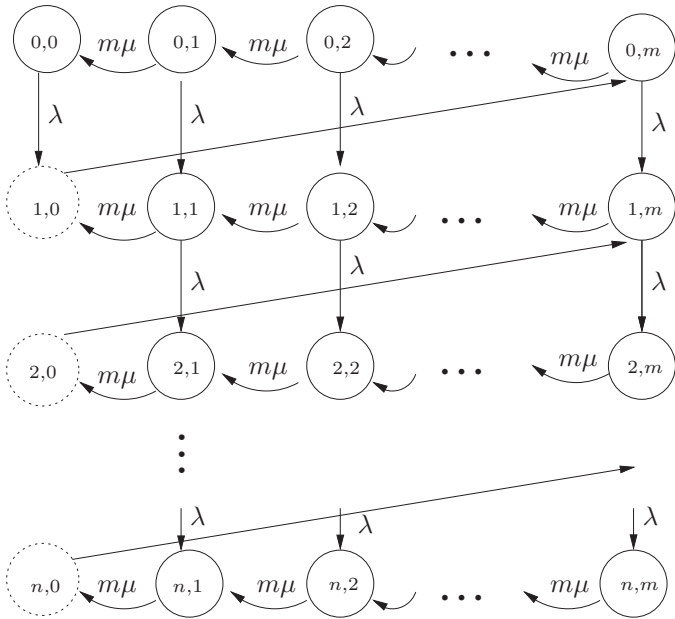 0,0 mμ 0,1 mμ 0,2 ... mμ 0,m
λ λ λ λ
1,0 mμ 1,1 mμ 1,2 ... mμ 1,m
λ λ λ
2,0 mμ 2,1 mμ 2,2 ... mμ 2,m
⋮
λ λ λ
n,0 mμ n,1 mμ n,2 ... mμ n,m